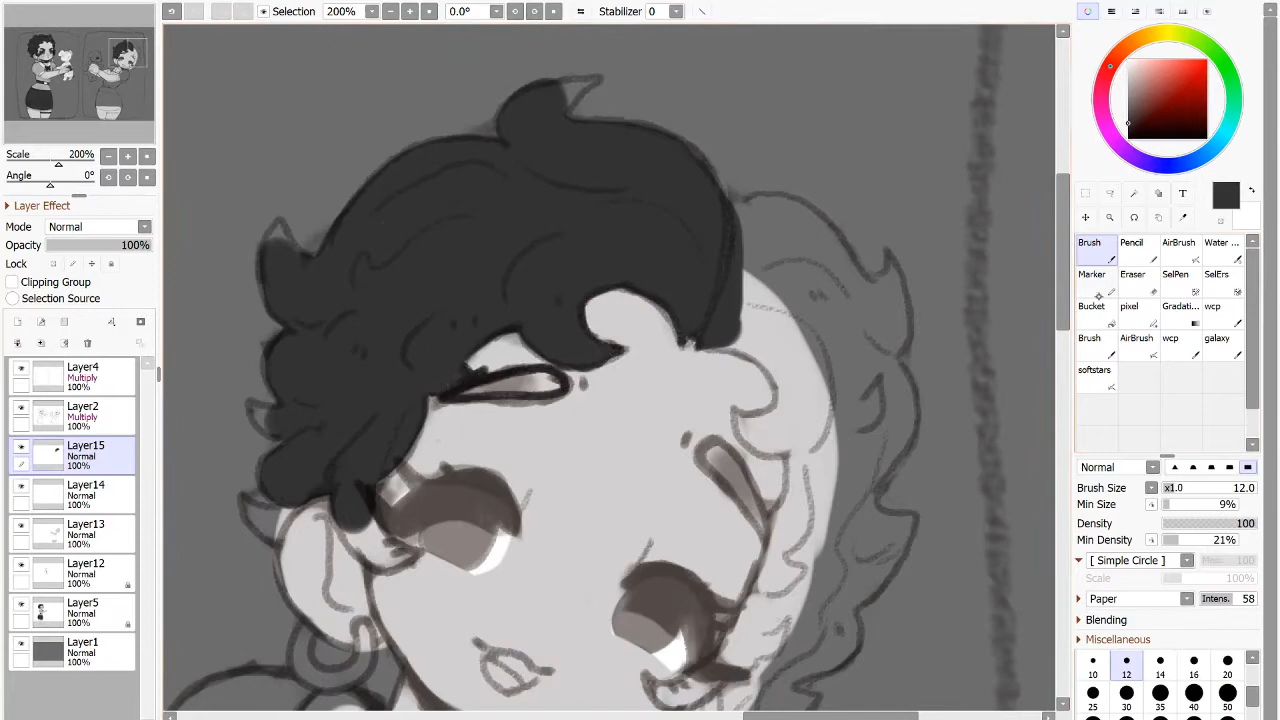 Selection 200% 0.0° Stabilizer 0
Scale 200%
Angle 0°
Layer Effect
Mode Normal
Opacity 100%
Lock
Clipping Group
Selection Source
Layer4
Multiply
100%
Layer2
Multiply
100%
Layer15
Normal
100%
Layer14
Normal
100%
Layer13
Normal
100%
Layer12
Normal
100%
Layer5
Normal
100%
Layer1
Normal
100%
T
Brush Pencil AirBrush Water ...
Marker Eraser SelPen SelErs
Bucket pixel Gradati... wcp
Brush AirBrush wcp galaxy
softstars
Normal
Brush Size x1.0 12.0
Min Size 9%
Density 100
Min Density 21%
[ Simple Circle ] 100
Scale 100%
Paper Intens. 58
Blending
Miscellaneous
10 12 14 16 20
25 30 35 40 50